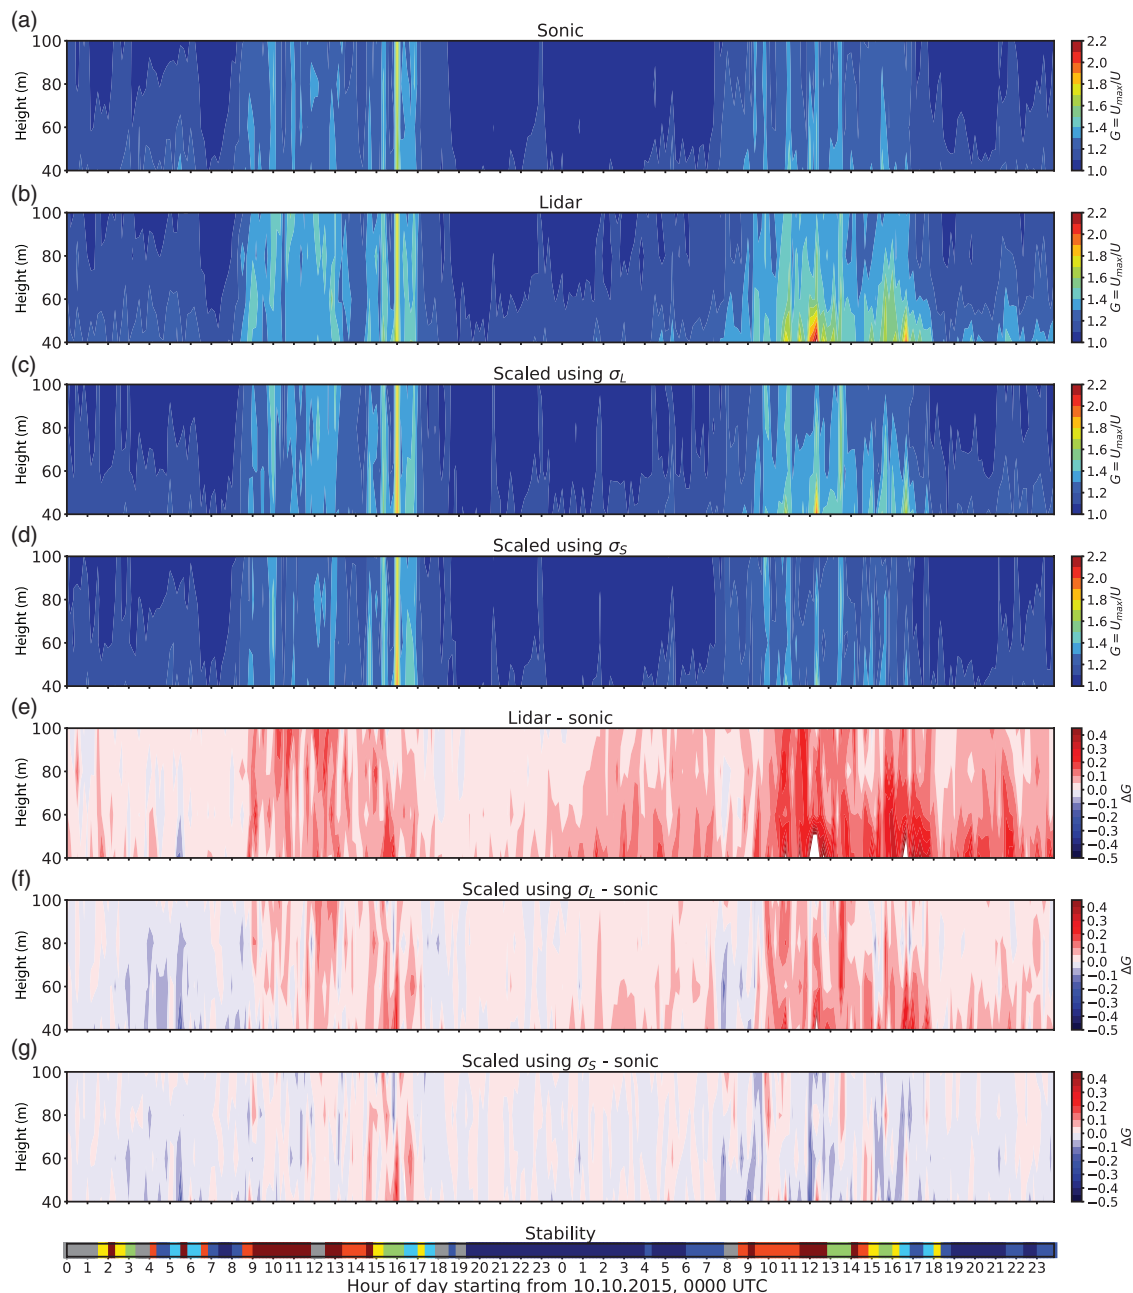 (a)
Sonic
100
80
60
40
Height (m)
2.2
2.0
1.8
1.6
1.4
1.2
1.0
G = U_max/U
(b)
Lidar
100
80
60
40
Height (m)
2.2
2.0
1.8
1.6
1.4
1.2
1.0
G = U_max/U
(c)
Scaled using σ_L
100
80
60
40
Height (m)
2.2
2.0
1.8
1.6
1.4
1.2
1.0
G = U_max/U
(d)
Scaled using σ_S
100
80
60
40
Height (m)
2.2
2.0
1.8
1.6
1.4
1.2
1.0
G = U_max/U
(e)
Lidar - sonic
100
80
60
40
Height (m)
0.4
0.3
0.2
0.1
0.0
−0.1
−0.2
−0.3
−0.4
−0.5
ΔG
(f)
Scaled using σ_L - sonic
100
80
60
40
Height (m)
0.4
0.3
0.2
0.1
0.0
−0.1
−0.2
−0.3
−0.4
−0.5
ΔG
(g)
Scaled using σ_S - sonic
100
80
60
40
Height (m)
0.4
0.3
0.2
0.1
0.0
−0.1
−0.2
−0.3
−0.4
−0.5
ΔG
Stability
0 1 2 3 4 5 6 7 8 9 10 11 12 13 14 15 16 17 18 19 20 21 22 23 0 1 2 3 4 5 6 7 8 9 10 11 12 13 14 15 16 17 18 19 20 21 22 23
Hour of day starting from 10.10.2015, 0000 UTC